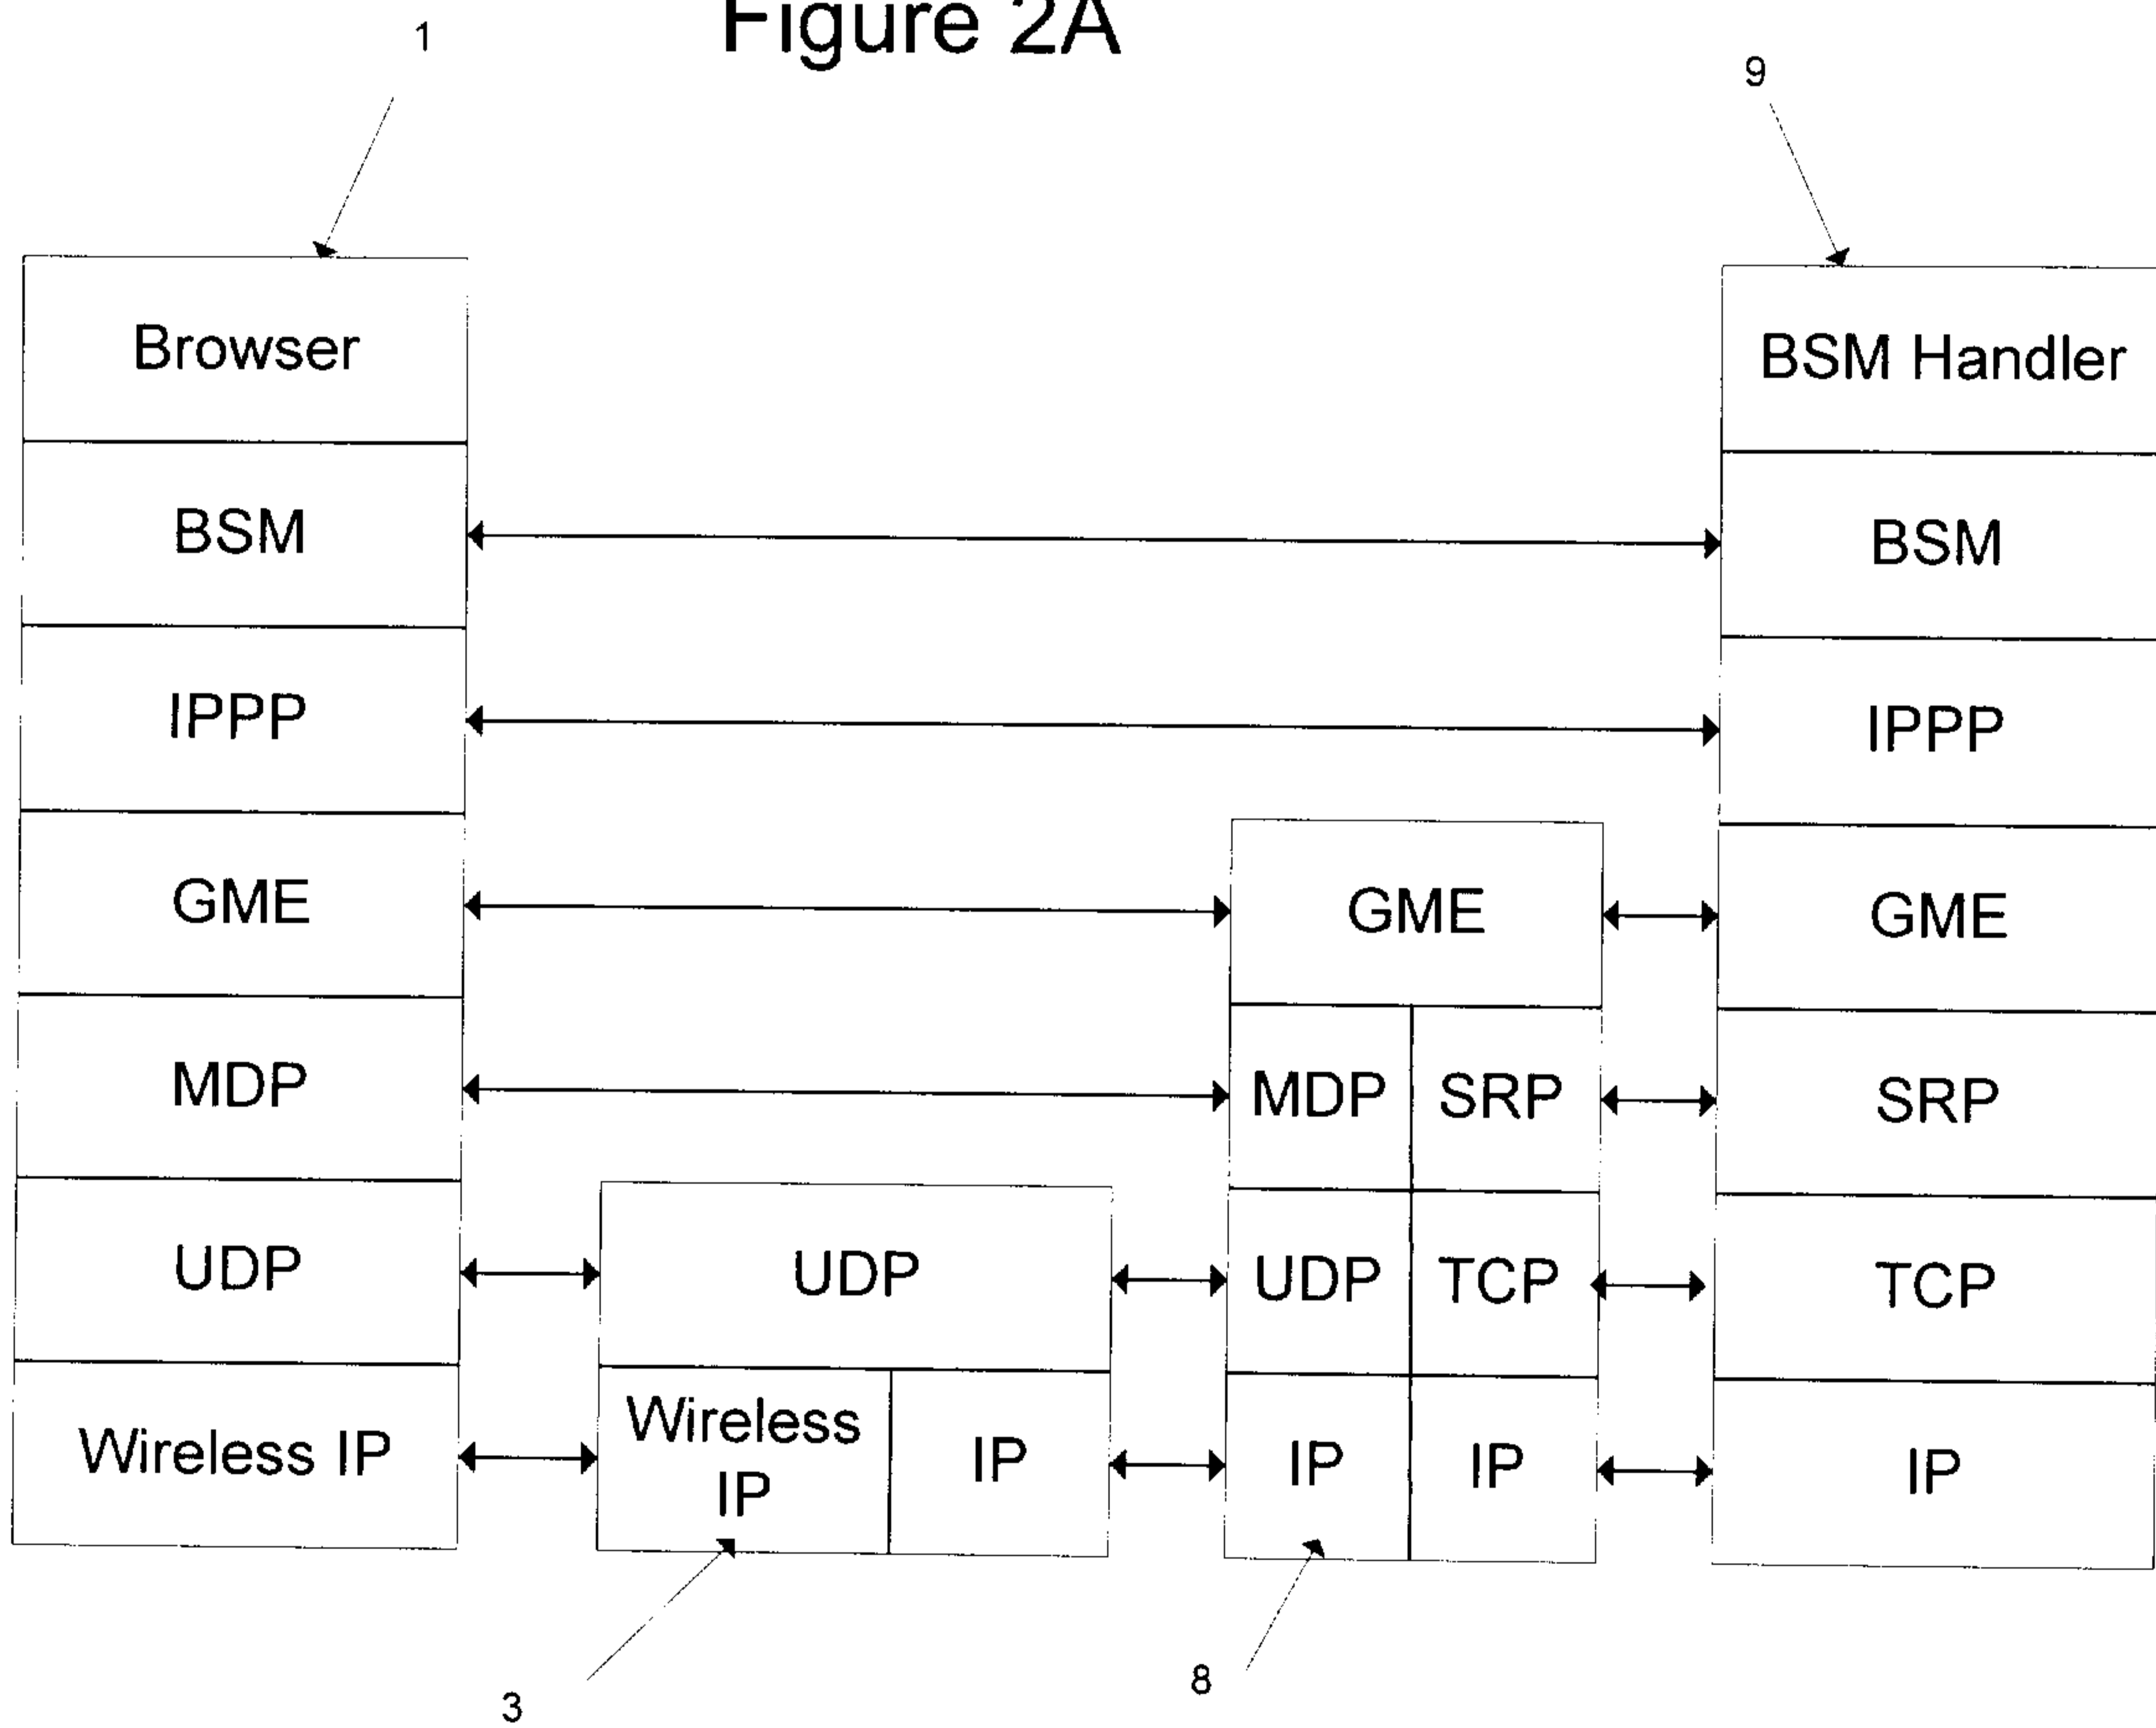 Figure 2A
1
9
Browser
BSM Handler
BSM
BSM
IPPP
IPPP
GME
GME
GME
MDP
MDP
SRP
SRP
UDP
UDP
UDP
TCP
TCP
Wireless IP
Wireless
IP
IP
IP
IP
IP
3
8